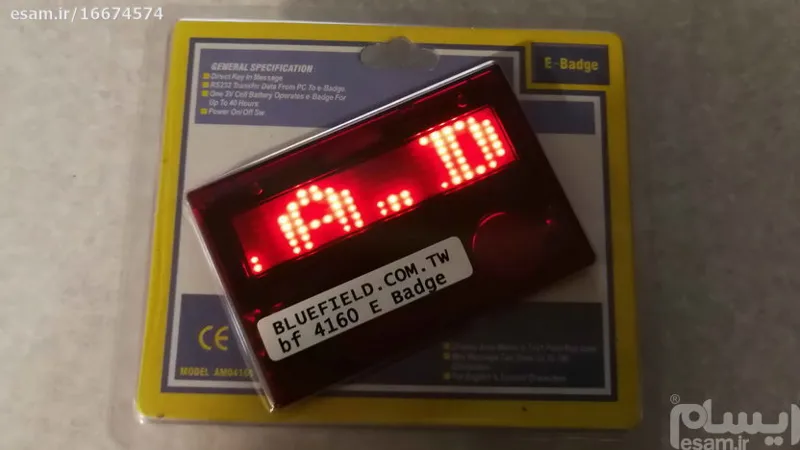 esam.ir/16674574
GENERAL SPECIFICATION
Direct Key In Message
RS232 Transfer Data From PC To e-Badge.
One 3V Cell Battery Operates e-Badge For
Up To 40 Hours
Power On/Off Sw.
E-Badge
BLUEFIELD.COM.TW
bf 4160 E Badge
CE
MODEL AM04160
ایسام
esam.ir